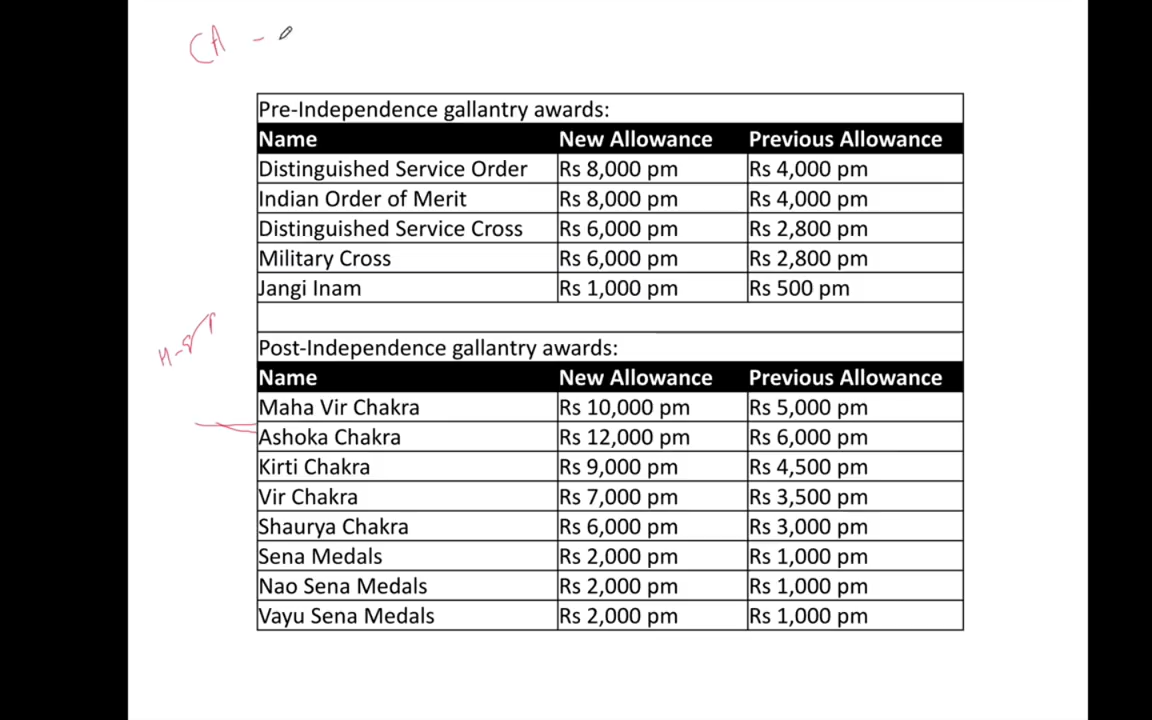 CA -
Pre-Independence gallantry awards:
Name New Allowance Previous Allowance
Distinguished Service Order Rs 8,000 pm Rs 4,000 pm
Indian Order of Merit Rs 8,000 pm Rs 4,000 pm
Distinguished Service Cross Rs 6,000 pm Rs 2,800 pm
Military Cross Rs 6,000 pm Rs 2,800 pm
Jangi Inam Rs 1,000 pm Rs 500 pm
Post-Independence gallantry awards:
Name New Allowance Previous Allowance
Maha Vir Chakra Rs 10,000 pm Rs 5,000 pm
Ashoka Chakra Rs 12,000 pm Rs 6,000 pm
Kirti Chakra Rs 9,000 pm Rs 4,500 pm
Vir Chakra Rs 7,000 pm Rs 3,500 pm
Shaurya Chakra Rs 6,000 pm Rs 3,000 pm
Sena Medals Rs 2,000 pm Rs 1,000 pm
Nao Sena Medals Rs 2,000 pm Rs 1,000 pm
Vayu Sena Medals Rs 2,000 pm Rs 1,000 pm